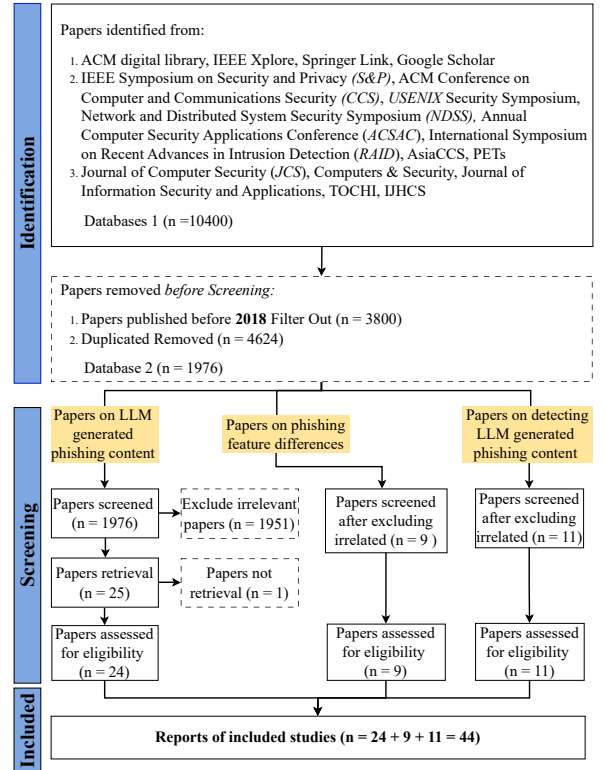 Identification
Papers identified from:
1. ACM digital library, IEEE Xplore, Springer Link, Google Scholar
2. IEEE Symposium on Security and Privacy (S&P), ACM Conference on
Computer and Communications Security (CCS), USENIX Security Symposium,
Network and Distributed System Security Symposium (NDSS), Annual
Computer Security Applications Conference (ACSAC), International Symposium
on Recent Advances in Intrusion Detection (RAID), AsiaCCS, PETs
3. Journal of Computer Security (JCS), Computers & Security, Journal of
Information Security and Applications, TOCHI, IJHCS
Databases 1 (n =10400)
Papers removed before Screening:
1. Papers published before 2018 Filter Out (n = 3800)
2. Duplicated Removed (n = 4624)
Database 2 (n = 1976)
Screening
Papers on LLM
generated
phishing content
Papers on phishing
feature differences
Papers on detecting
LLM generated
phishing content
Papers screened
(n = 1976)
Exclude irrelevant
papers (n = 1951)
Papers screened
after excluding
irrelated (n = 9 )
Papers screened
after excluding
irrelated (n = 11)
Papers retrieval
(n = 25)
Papers not
retrieval (n = 1)
Papers assessed
for eligibility
(n = 24)
Papers assessed
for eligibility
(n = 9)
Papers assessed
for eligibility
(n = 11)
Included
Reports of included studies (n = 24 + 9 + 11 = 44)